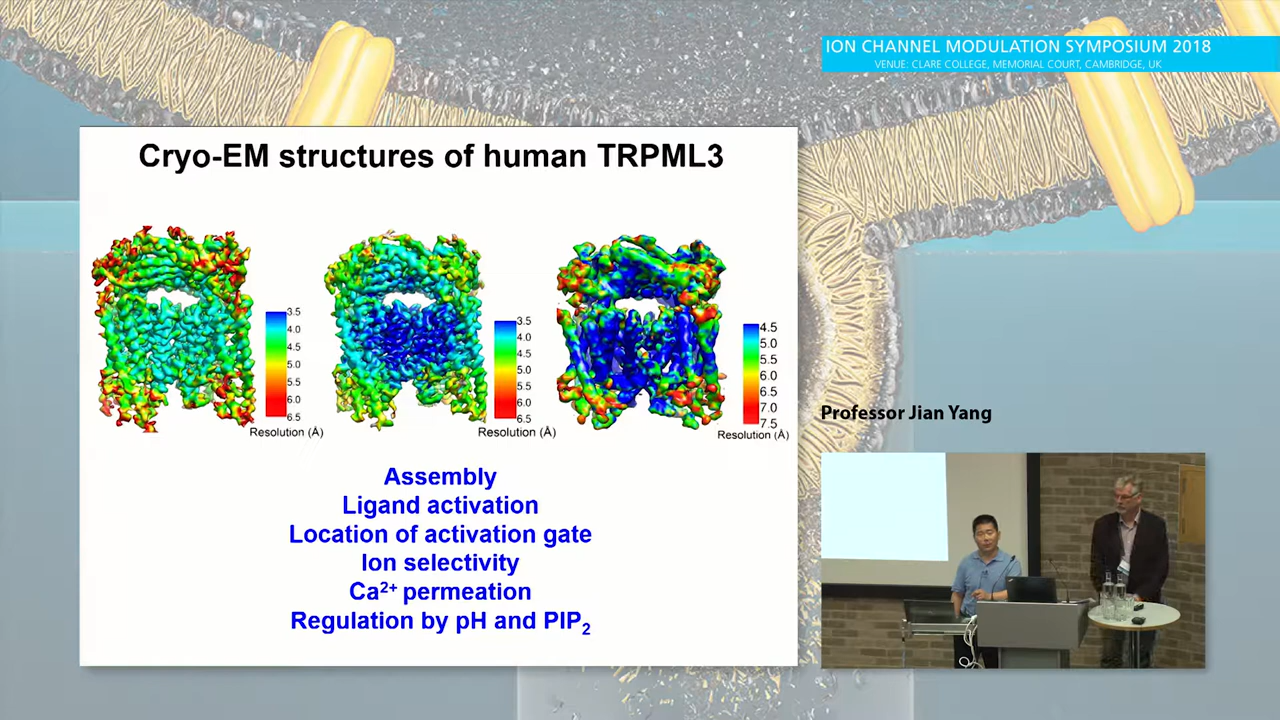 ION CHANNEL MODULATION SYMPOSIUM 2018
VENUE: CLARE COLLEGE, MEMORIAL COURT, CAMBRIDGE, UK
Cryo-EM structures of human TRPML3
3.5
4.0
4.5
5.0
5.5
6.0
6.5
Resolution (Å)
3.5
4.0
4.5
5.0
5.5
6.0
6.5
Resolution (Å)
4.5
5.0
5.5
6.0
6.5
7.0
7.5
Resolution (Å)
Assembly
Ligand activation
Location of activation gate
Ion selectivity
Ca²⁺ permeation
Regulation by pH and PIP₂
Professor Jian Yang